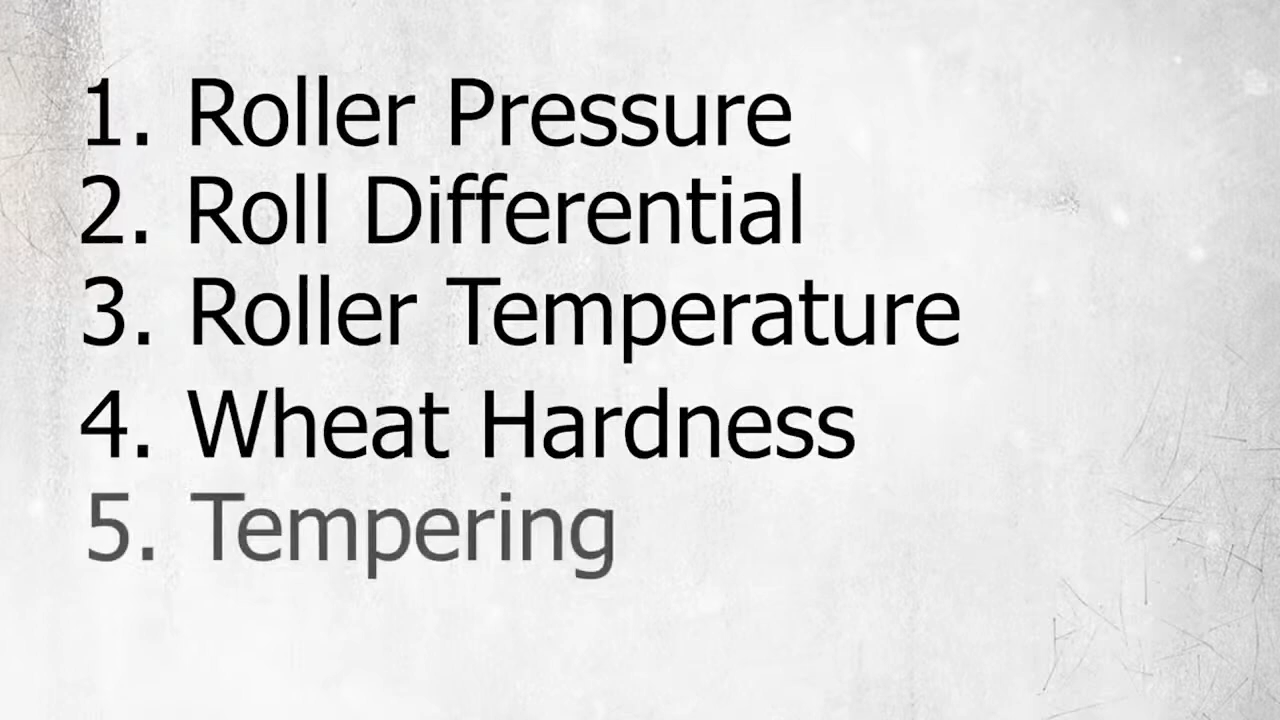 1. Roller Pressure
2. Roll Differential
3. Roller Temperature
4. Wheat Hardness
5. Tempering